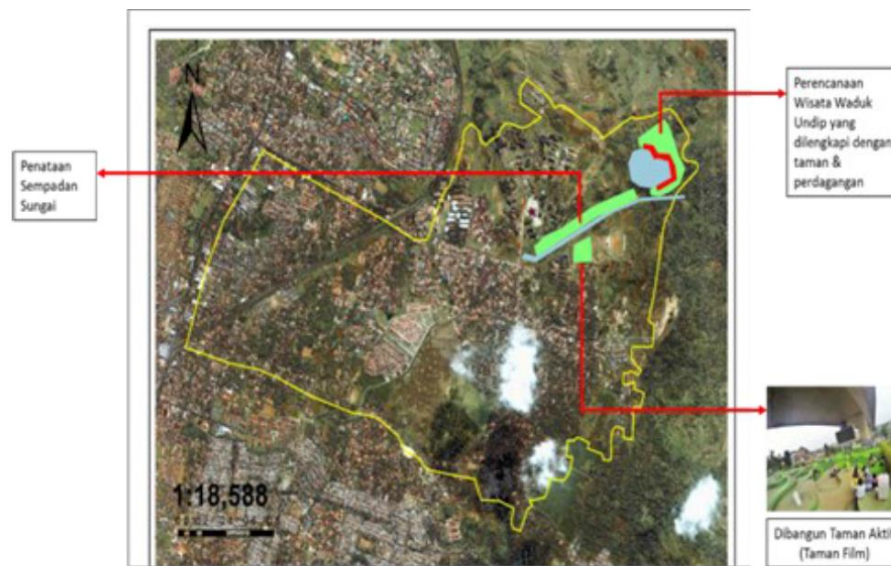 Perencanaan
Wisata Waduk
Undip yang
dilengkapi dengan
taman &
perdagangan
N
Penataan
Sempadan
Sungai
1:18,588
Dibangun Taman Aktif
(Taman Film)